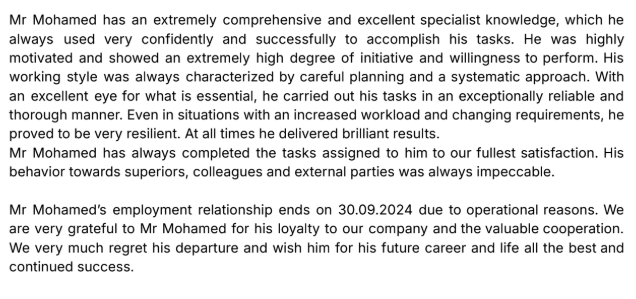 Mr Mohamed has an extremely comprehensive and excellent specialist knowledge, which he
always used very confidently and successfully to accomplish his tasks. He was highly
motivated and showed an extremely high degree of initiative and willingness to perform. His
working style was always characterized by careful planning and a systematic approach. With
an excellent eye for what is essential, he carried out his tasks in an exceptionally reliable and
thorough manner. Even in situations with an increased workload and changing requirements, he
proved to be very resilient. At all times he delivered brilliant results.
Mr Mohamed has always completed the tasks assigned to him to our fullest satisfaction. His
behavior towards superiors, colleagues and external parties was always impeccable.
Mr Mohamed's employment relationship ends on 30.09.2024 due to operational reasons. We
are very grateful to Mr Mohamed for his loyalty to our company and the valuable cooperation.
We very much regret his departure and wish him for his future career and life all the best and
continued success.